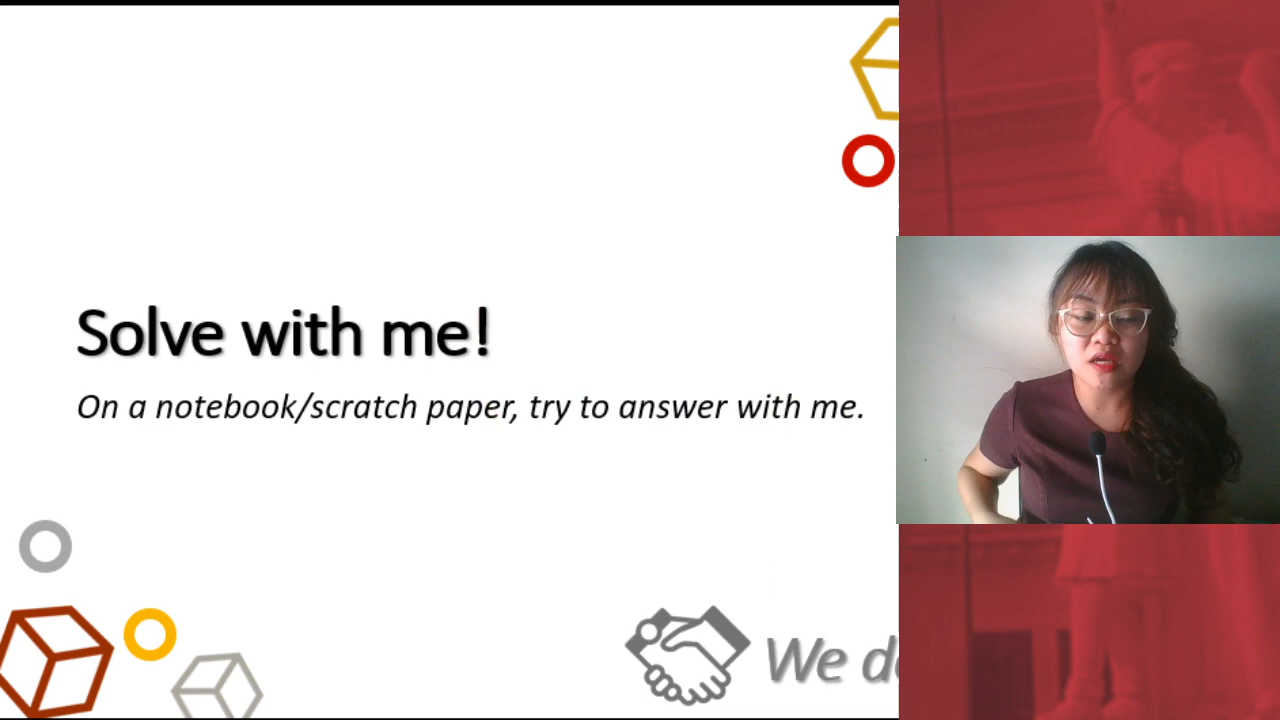 Solve with me!
On a notebook/scratch paper, try to answer with me.
We